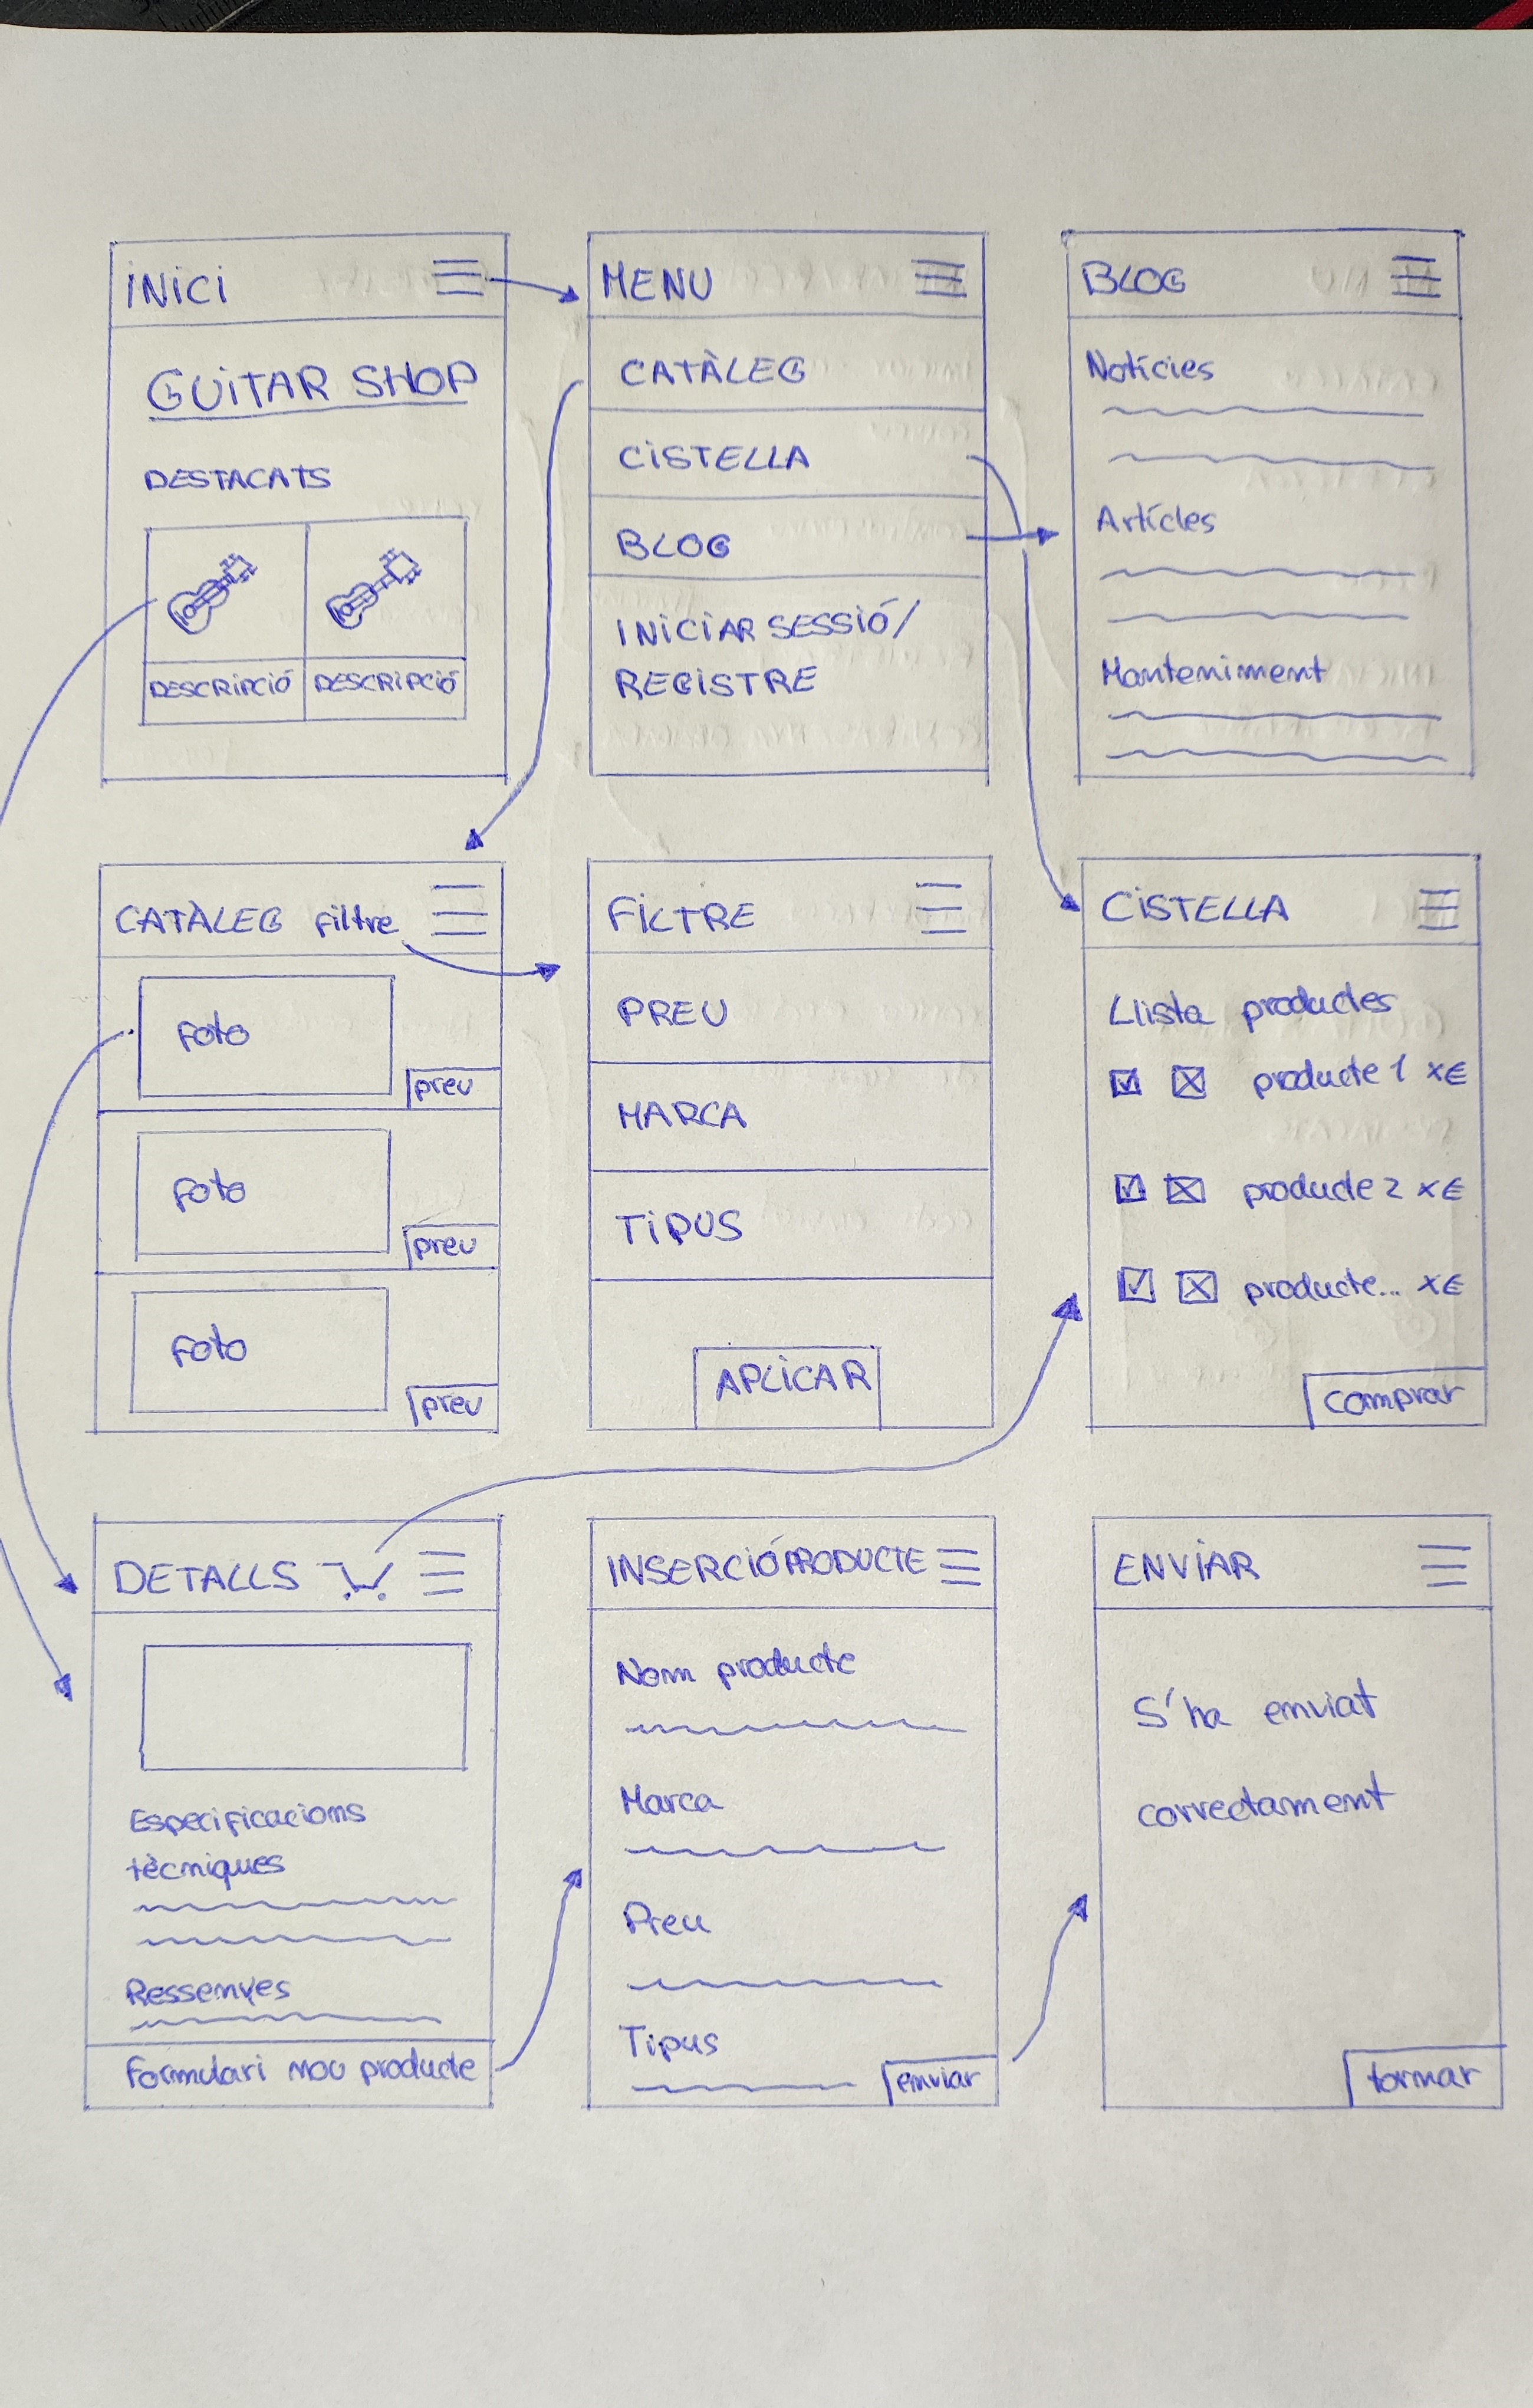 INICI
GUITAR SHOP
DESTACATS
DESCRIPCIÓ DESCRIPCIÓ
MENU
CATÀLEG
CISTELLA
BLOG
INICIAR SESSIÓ/
REGISTRE
BLOG
Notícies
Articles
Manteniment
CATÀLEG filtre
foto
preu
foto
preu
foto
preu
FILTRE
PREU
MARCA
TIPUS
APLICAR
CISTELLA
Llista productes
producte 1 x€
producte 2 x€
producte... x€
comprar
DETALLS
Especificacions
tècniques
Ressenyes
Formulari nou producte
INSERCIÓ PRODUCTE
Nom producte
Marca
Preu
Tipus
enviar
ENVIAR
S'ha enviat
correctament
tornar